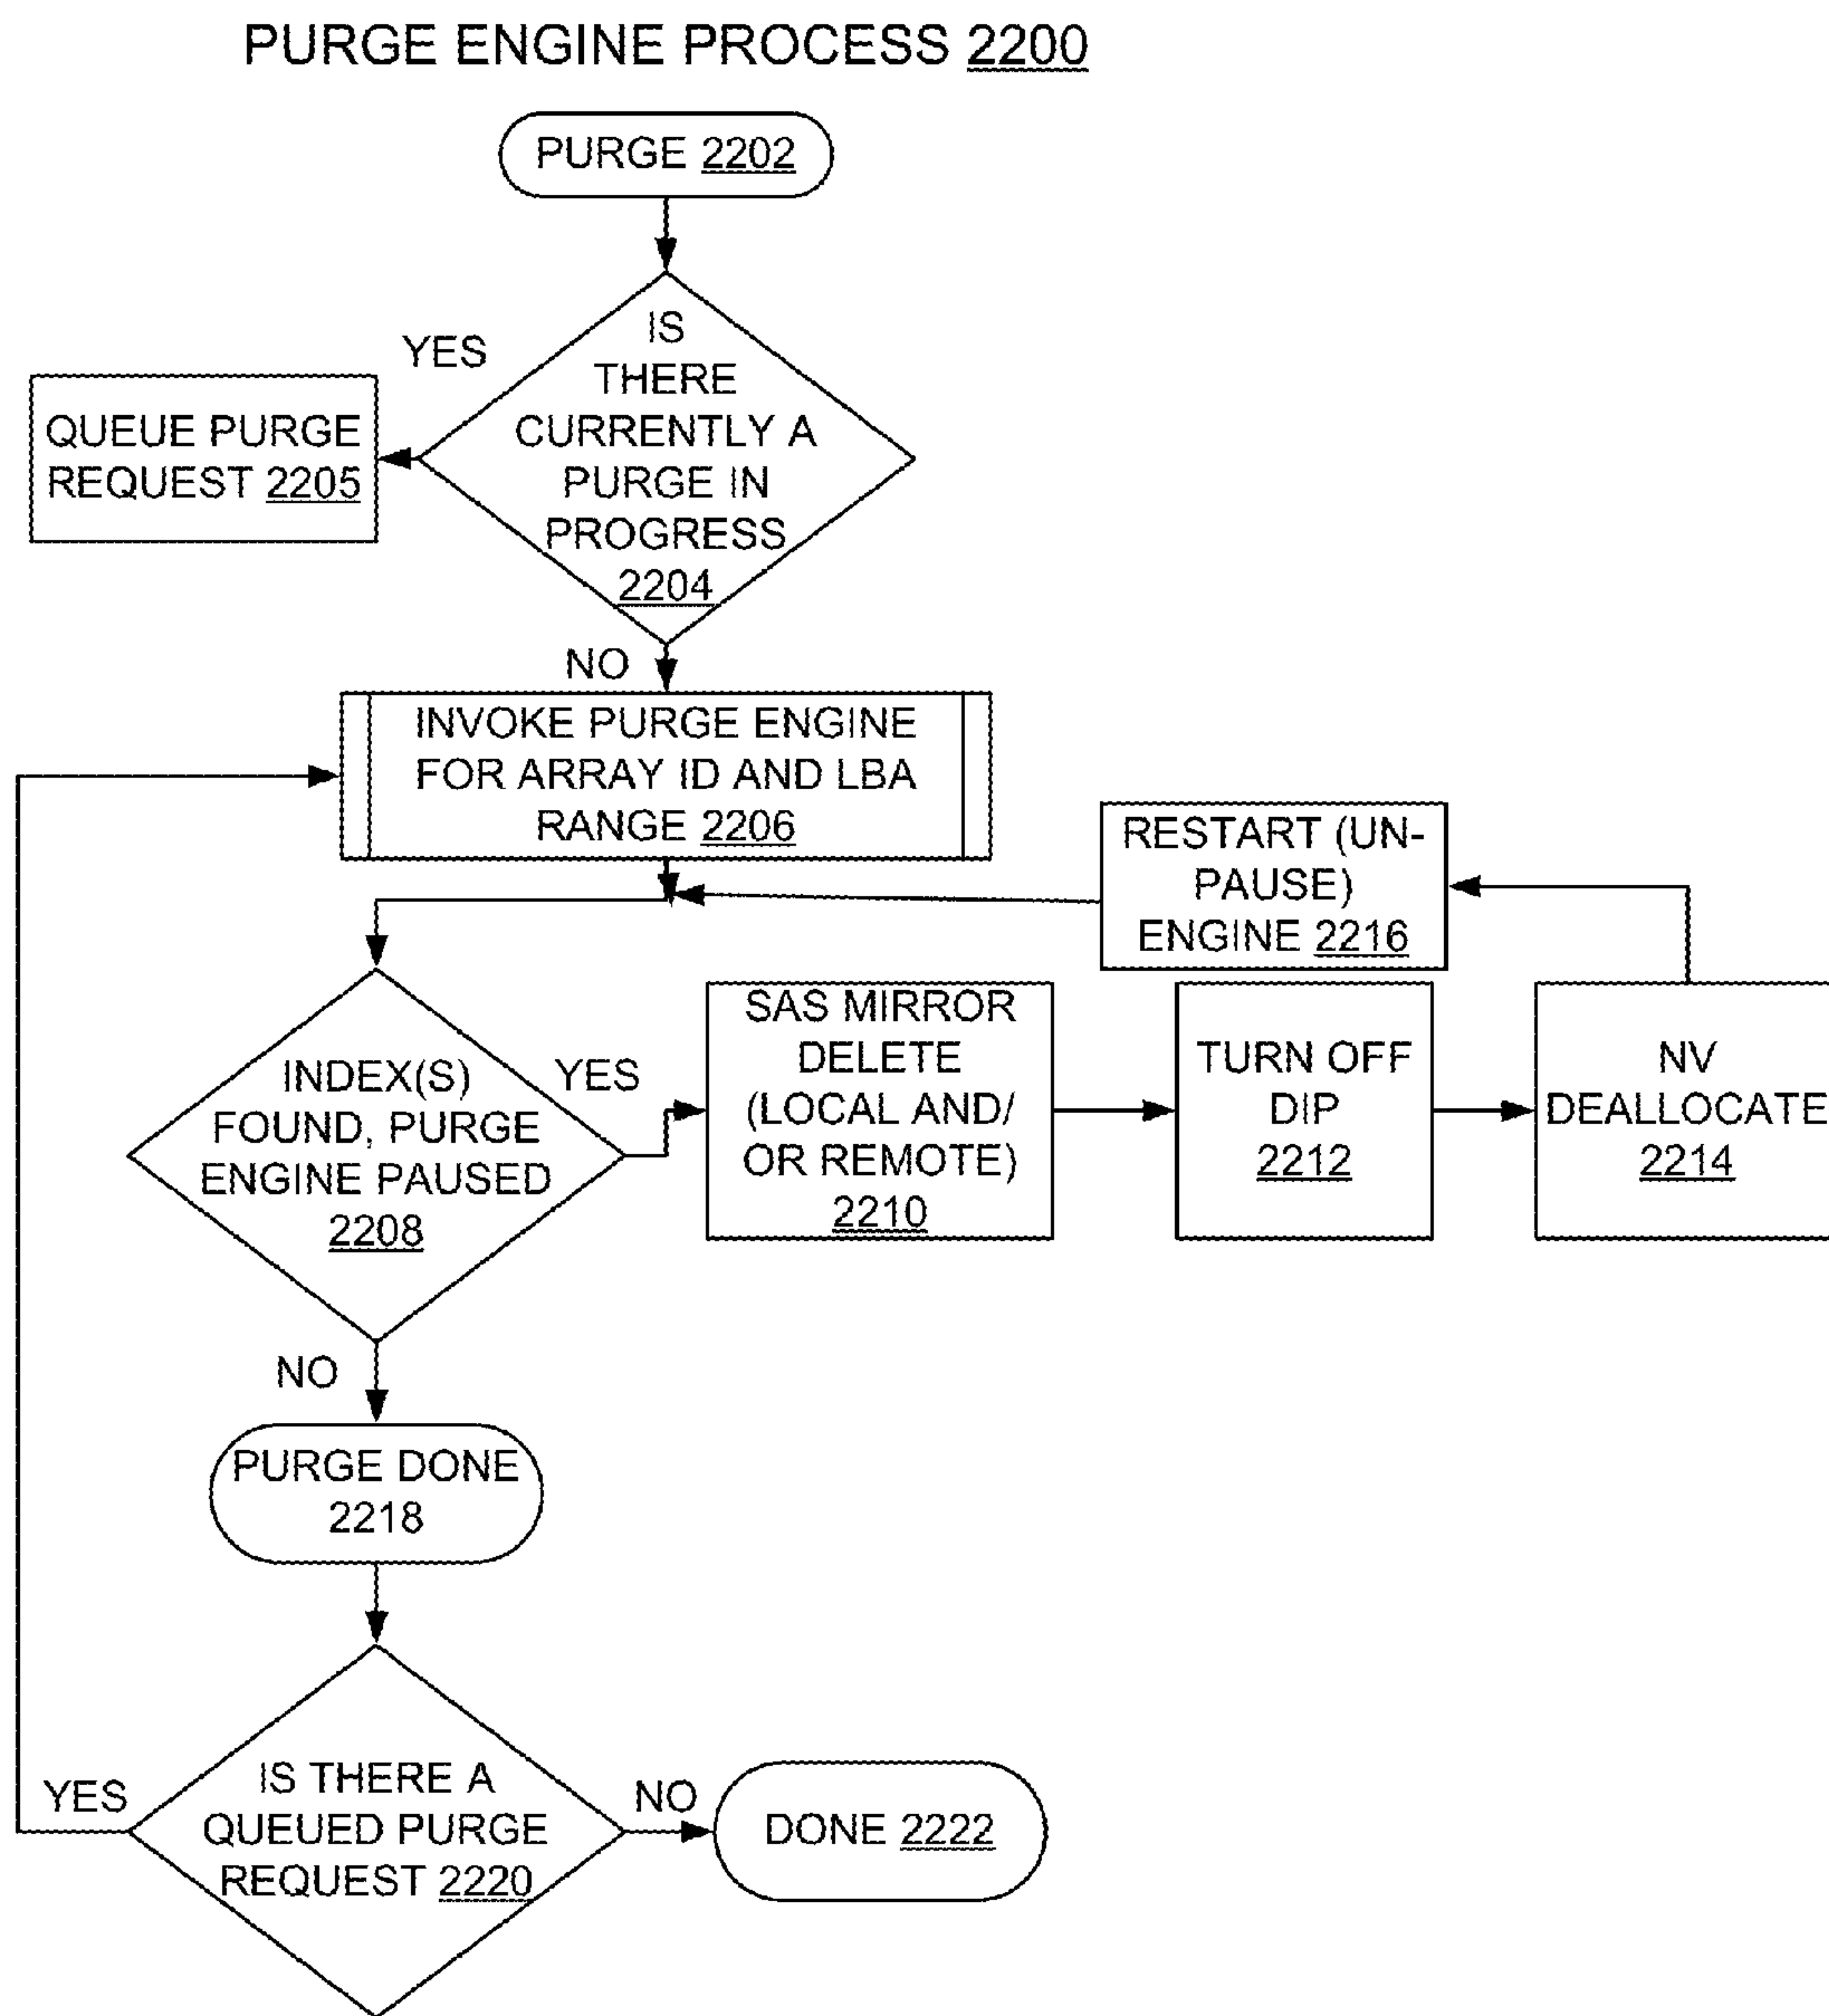 PURGE ENGINE PROCESS 2200
PURGE 2202
IS
THERE
CURRENTLY A
PURGE IN
PROGRESS
2204
YES
QUEUE PURGE
REQUEST 2205
NO
INVOKE PURGE ENGINE
FOR ARRAY ID AND LBA
RANGE 2206
RESTART (UN-
PAUSE)
ENGINE 2216
INDEX(S)
FOUND, PURGE
ENGINE PAUSED
2208
YES
SAS MIRROR
DELETE
(LOCAL AND/
OR REMOTE)
2210
TURN OFF
DIP
2212
NV
DEALLOCATE
2214
NO
PURGE DONE
2218
IS THERE A
QUEUED PURGE
REQUEST 2220
YES
NO
DONE 2222